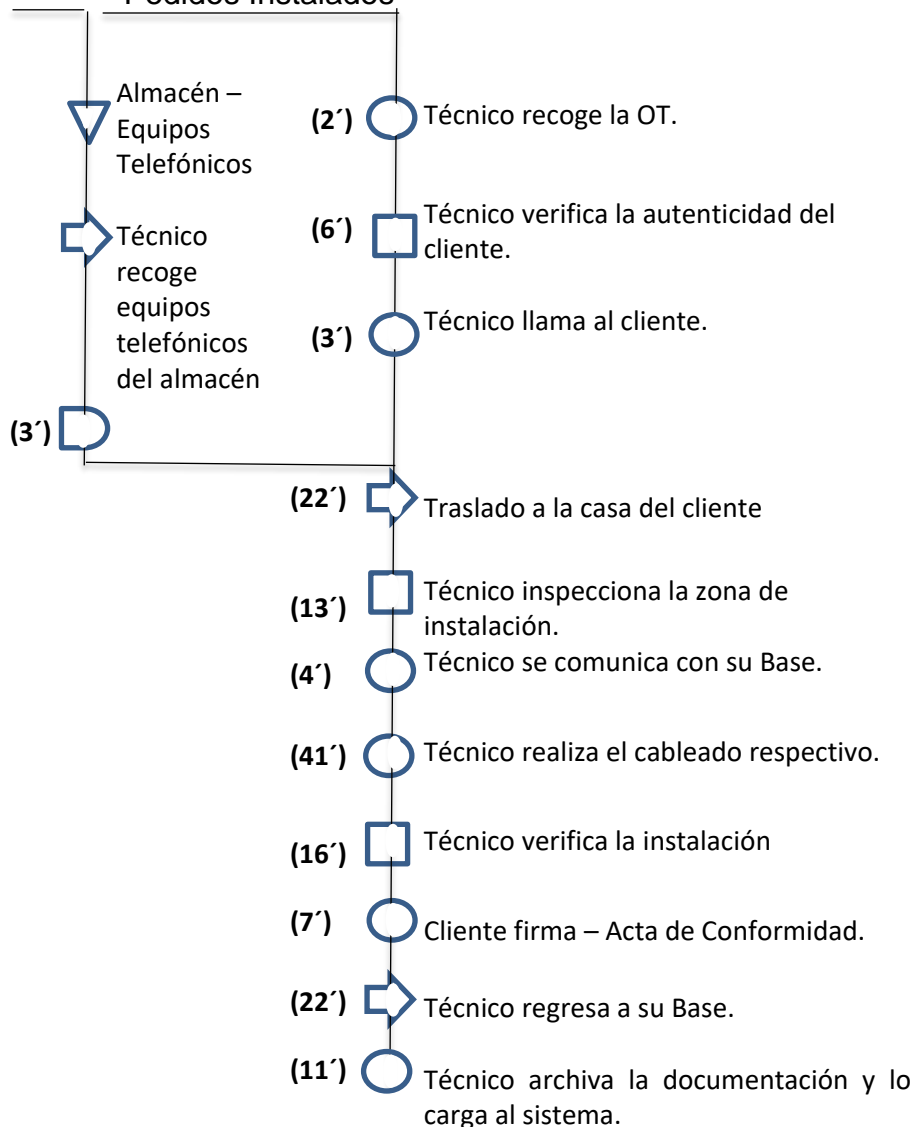 Pedidos Instalados
Almacén –
Equipos
Telefónicos
Técnico
recoge
equipos
telefónicos
del almacén
(3´)
(2´) Técnico recoge la OT.
(6´) Técnico verifica la autenticidad del
cliente.
(3´) Técnico llama al cliente.
(22´) Traslado a la casa del cliente
(13´) Técnico inspecciona la zona de
instalación.
(4´) Técnico se comunica con su Base.
(41´) Técnico realiza el cableado respectivo.
(16´) Técnico verifica la instalación
(7´) Cliente firma – Acta de Conformidad.
(22´) Técnico regresa a su Base.
(11´) Técnico archiva la documentación y lo
carga al sistema.